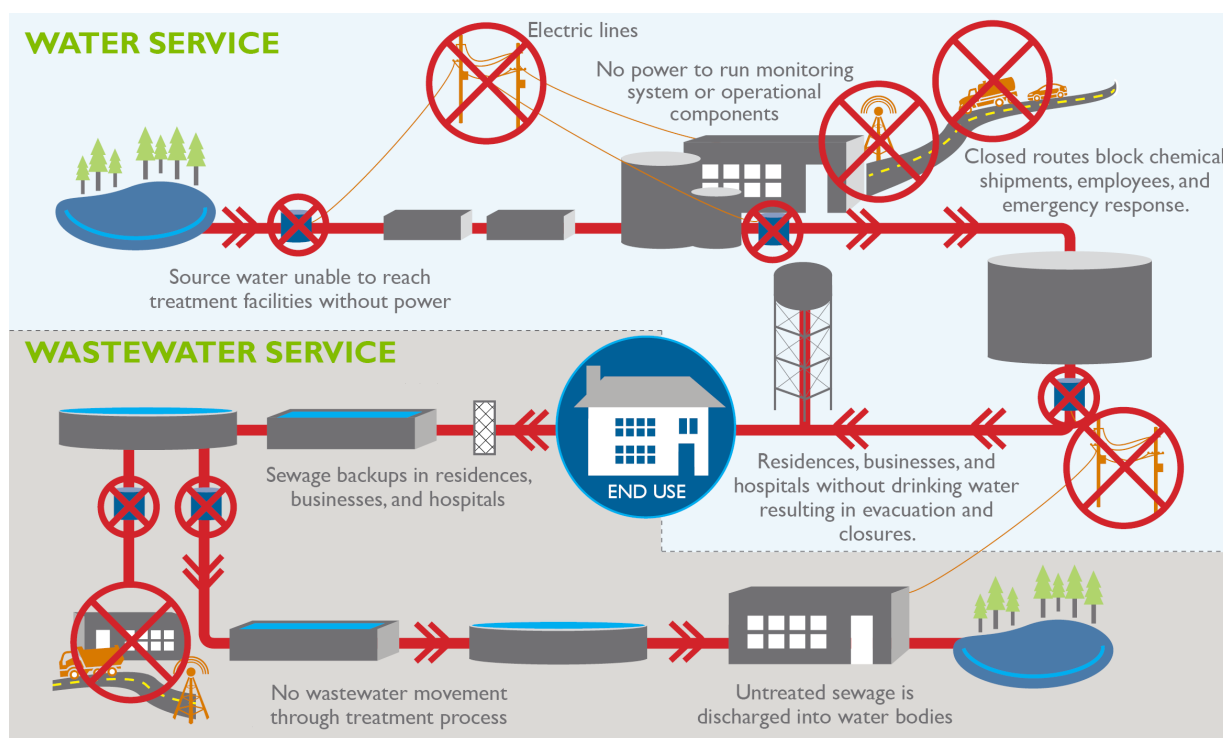 WATER SERVICE
Electric lines
No power to run monitoring
system or operational
components
Closed routes block chemical
shipments, employees, and
emergency response.
Source water unable to reach
treatment facilities without power
WASTEWATER SERVICE
Sewage backups in residences,
businesses, and hospitals
END USE
Residences, businesses, and
hospitals without drinking water
resulting in evacuation and
closures.
No wastewater movement
through treatment process
Untreated sewage is
discharged into water bodies